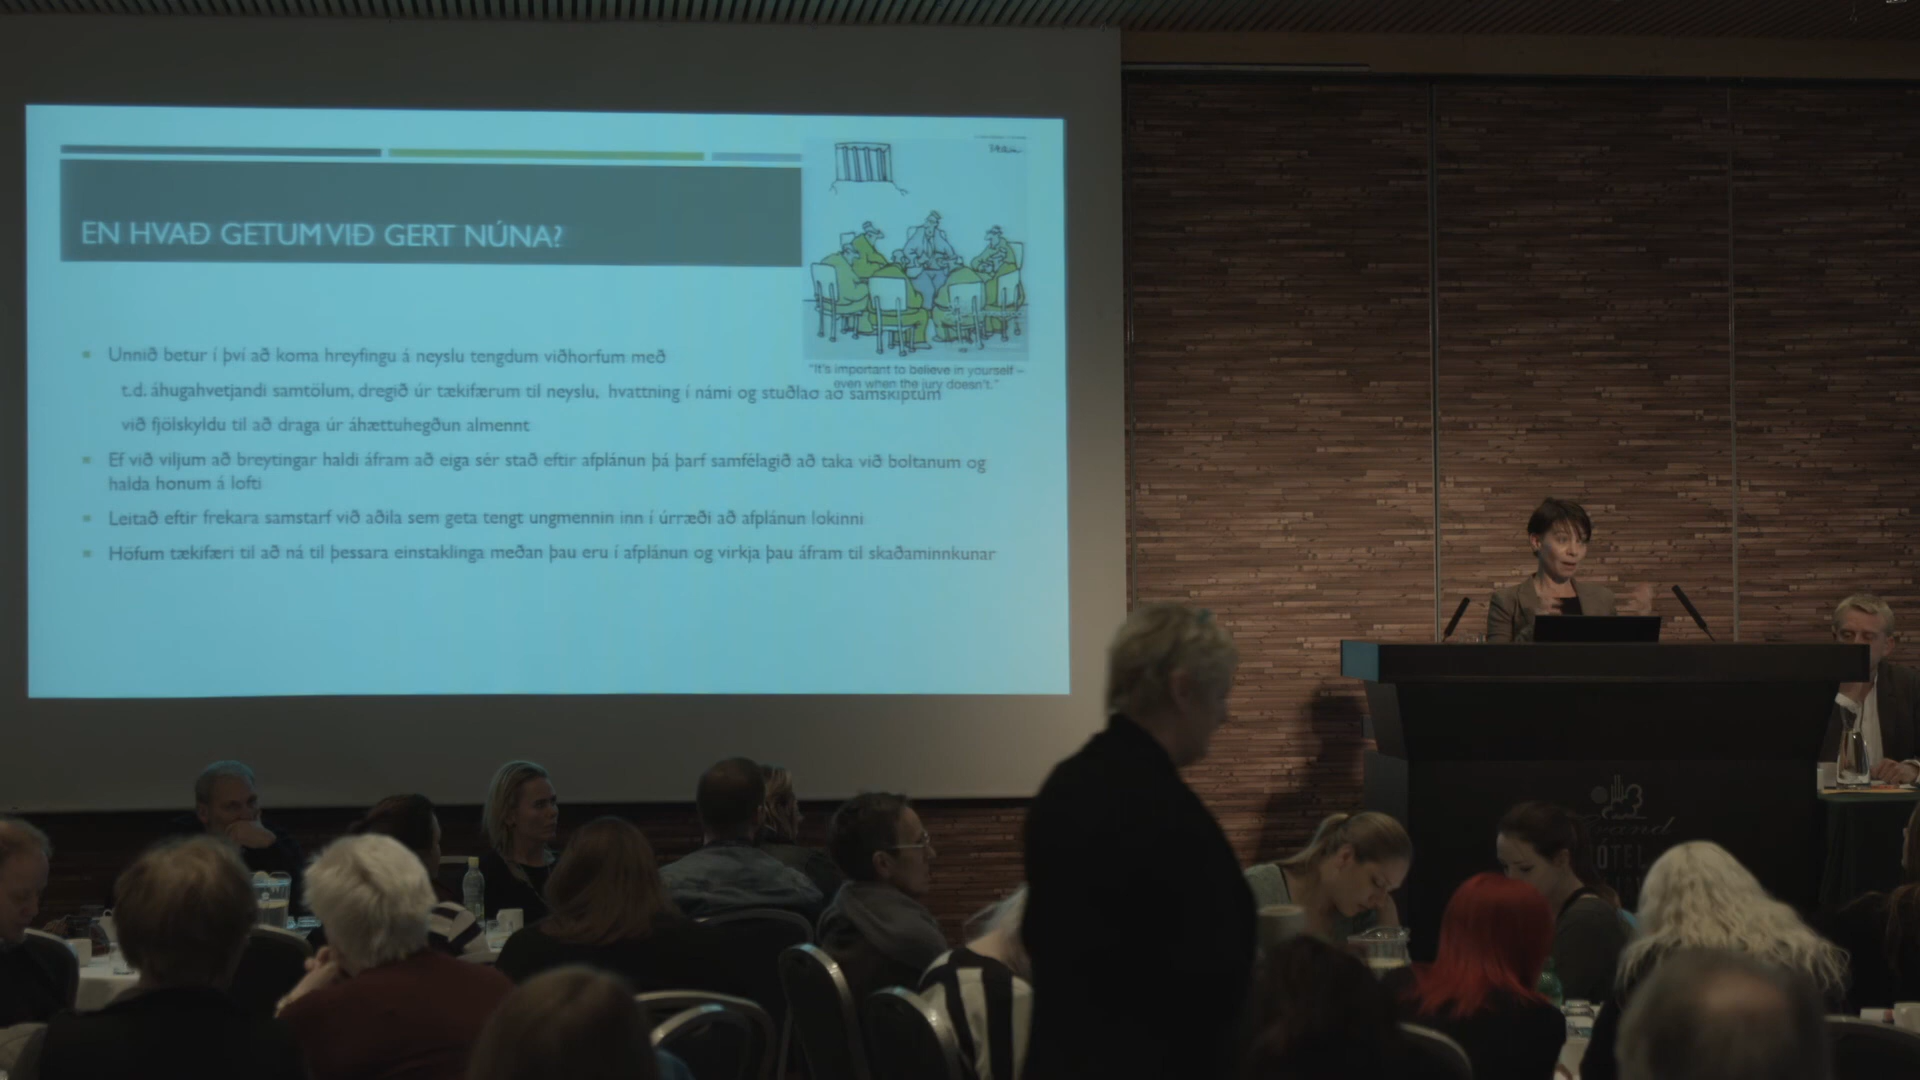 EN HVAÐ GETUM VIÐ GERT NÚNA?
"It's important to believe in yourself –
even when the jury doesn't."
Unnið betur í því að koma hreyfingu á neyslu tengdum viðhorfum með
t.d. áhugahvetjandi samtölum, dregið úr tækifærum til neyslu, hvattning í námi og stuðlað að samskiptum
við fjölskyldu til að draga úr áhættuhegðun almennt
Ef við viljum að breytingar haldi áfram að eiga sér stað eftir afplánun þá þarf samfélagið að taka við boltanum og
halda honum á lofti
Leitað eftir frekara samstarf við aðila sem geta tengt ungmennin inn í úrræði að afplánun lokinni
Höfum tækifæri til að ná til þessara einstaklinga meðan þau eru í afplánun og virkja þau áfram til skaðaminnkunar
Grand